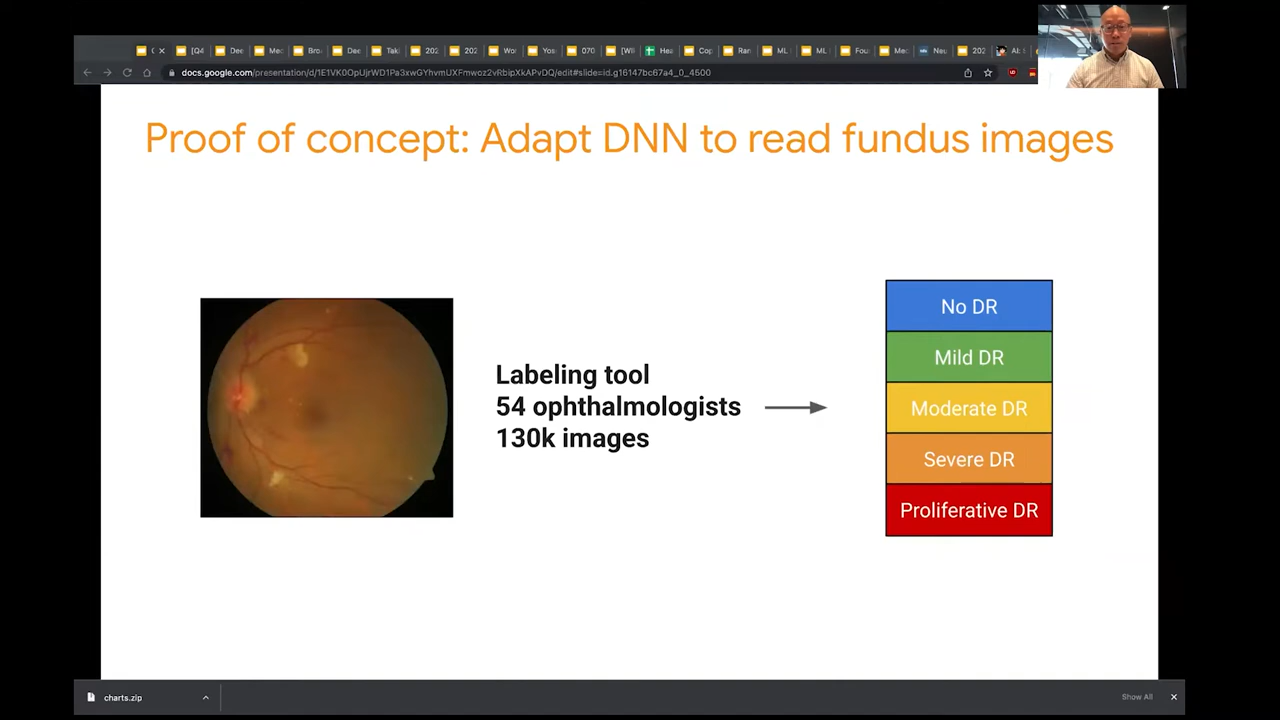 docs.google.com/presentation/d/1E1VK0OpUjrWD1Pa3xwGYhvmUXFmwoz2vRbipXkAPvDQ/edit#slide=id.g16147bc67a4_0_4500
Proof of concept: Adapt DNN to read fundus images
Labeling tool
54 ophthalmologists
130k images
No DR
Mild DR
Moderate DR
Severe DR
Proliferative DR
charts.zip
Show All